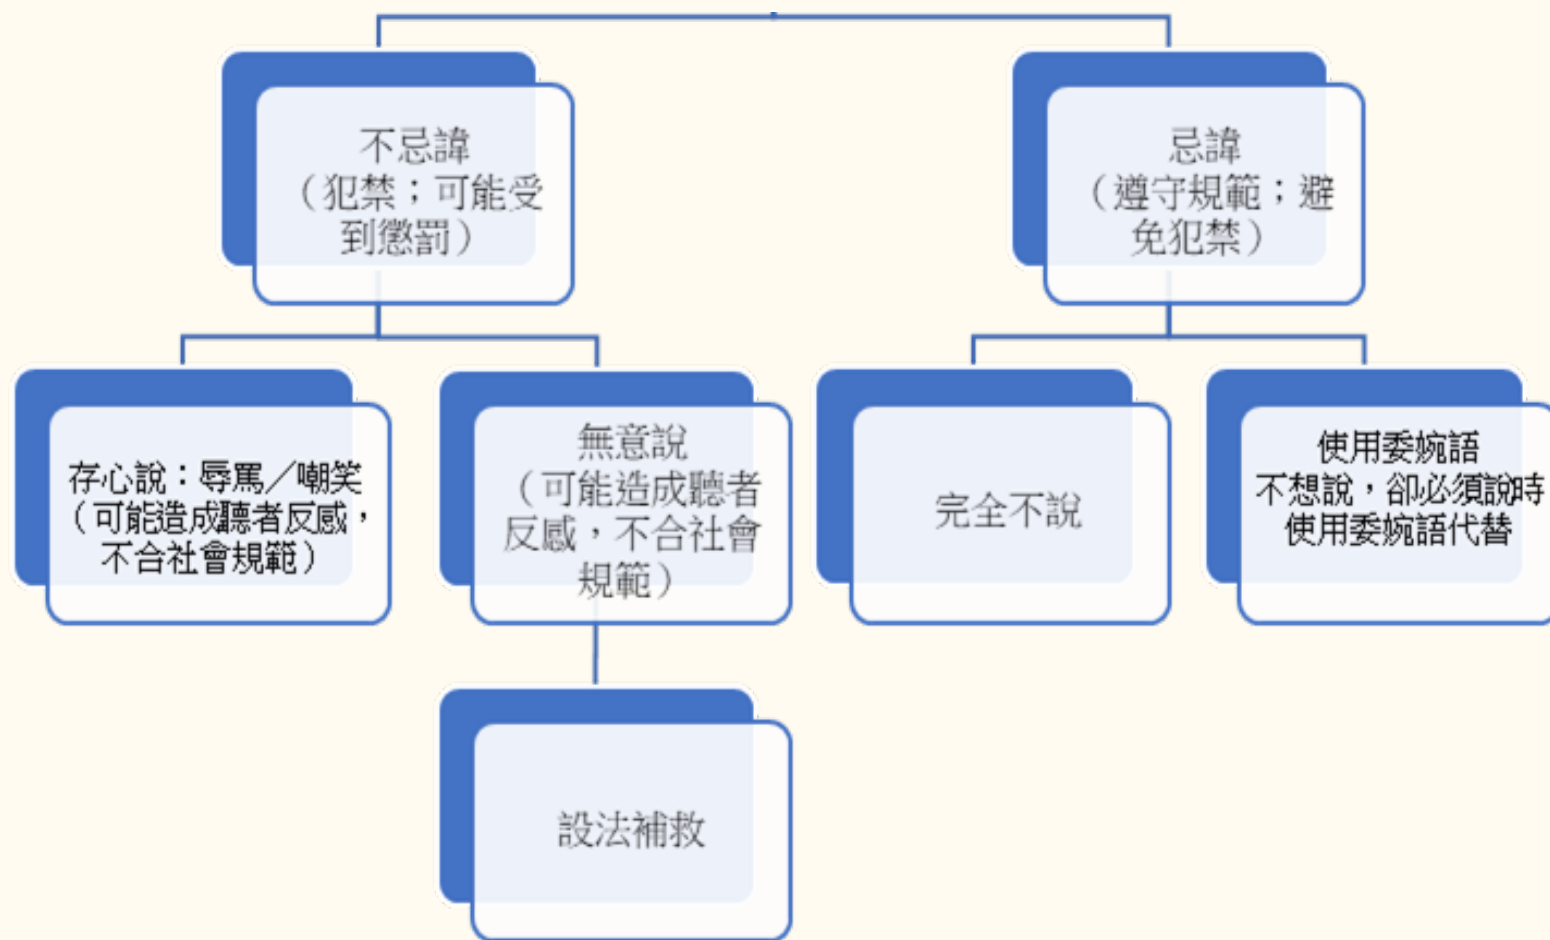 不忌諱
（犯禁；可能受
到懲罰）
忌諱
（遵守規範；避
免犯禁）
存心說：辱罵／嘲笑
（可能造成聽者反感，
不合社會規範）
無意說
（可能造成聽者
反感，不合社會
規範）
完全不說
使用委婉語
不想說，卻必須說時
使用委婉語代替
設法補救